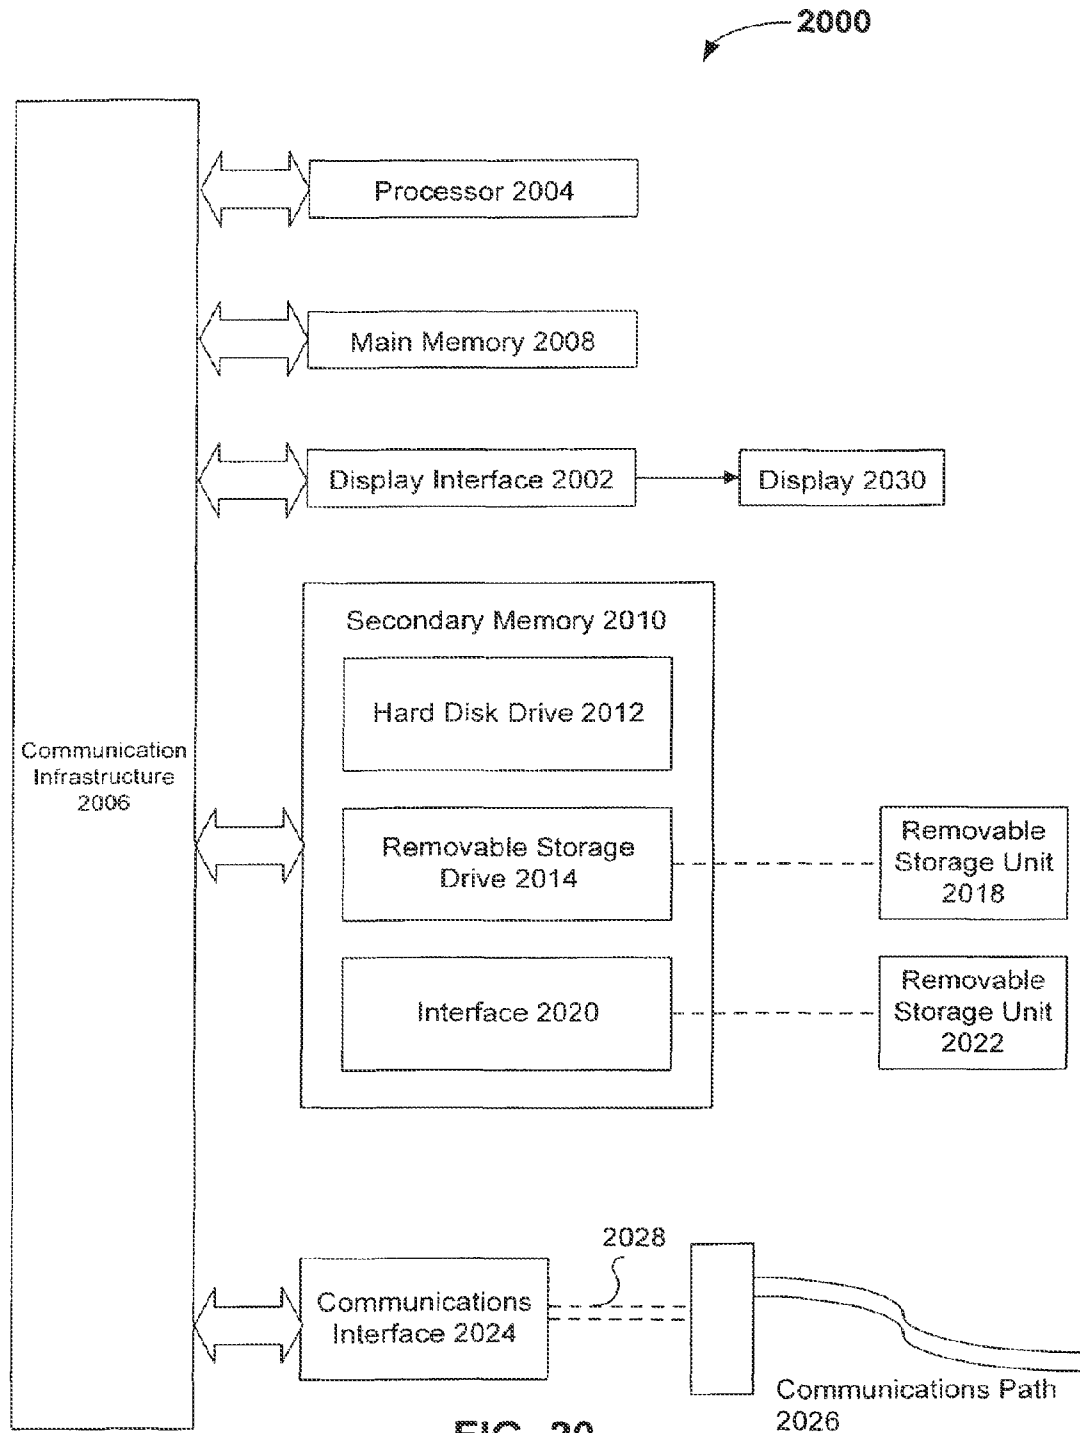 2000
Processor 2004
Main Memory 2008
Display Interface 2002
Display 2030
Secondary Memory 2010
Hard Disk Drive 2012
Communication
Infrastructure
2006
Removable Storage
Drive 2014
Removable
Storage Unit
2018
Interface 2020
Removable
Storage Unit
2022
2028
Communications
Interface 2024
Communications Path
2026
FIG. 20